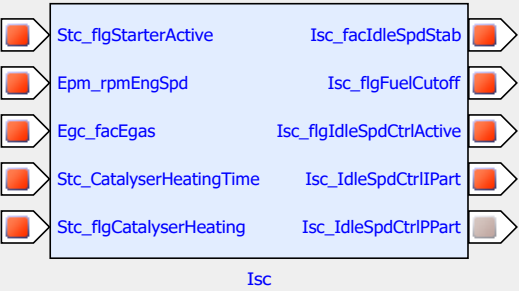 Stc_flgStarterActive
Isc_facIdleSpdStab
Epm_rpmEngSpd
Isc_flgFuelCutoff
Egc_facEgas
Isc_flgIdleSpdCtrlActive
Stc_CatalyserHeatingTime
Isc_IdleSpdCtrlIPart
Stc_flgCatalyserHeating
Isc_IdleSpdCtrlPPart
Isc